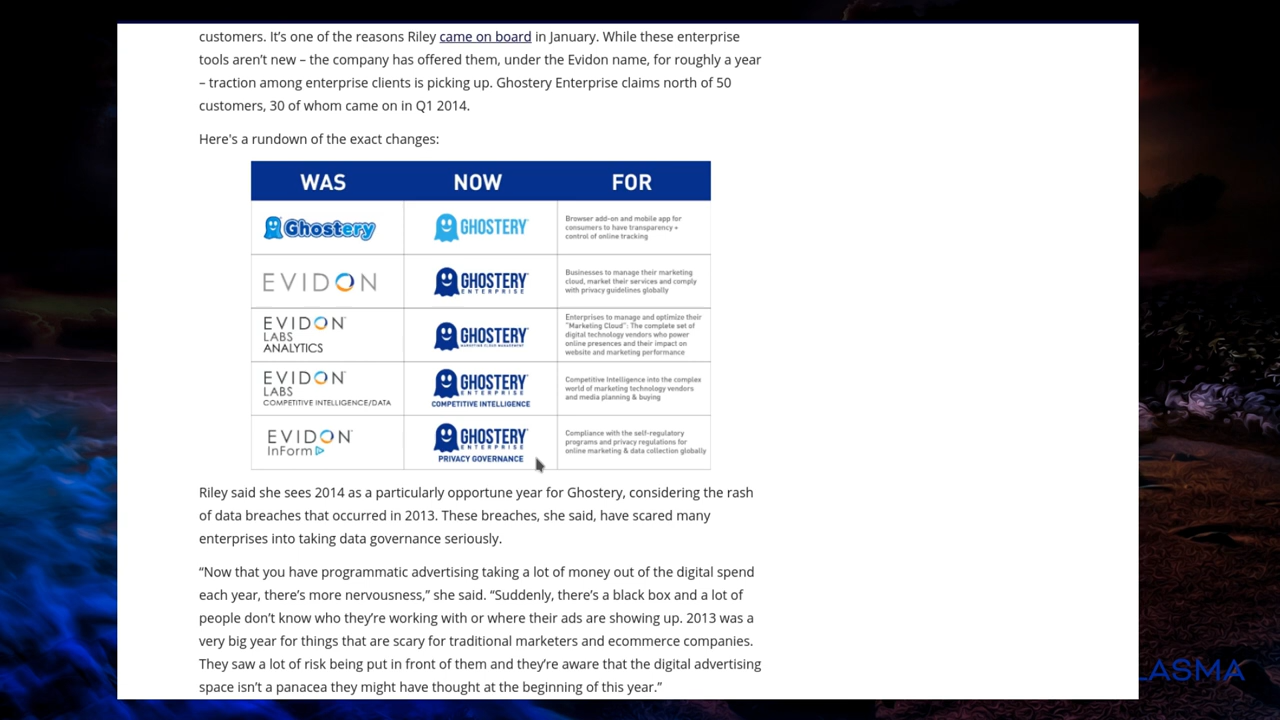 customers. It’s one of the reasons Riley came on board in January. While these enterprise
tools aren’t new – the company has offered them, under the Evidon name, for roughly a year
– traction among enterprise clients is picking up. Ghostery Enterprise claims north of 50
customers, 30 of whom came on in Q1 2014.
Here's a rundown of the exact changes:
WAS NOW FOR
Ghostery GHOSTERY
Browser add-on and mobile app for
consumers to have transparency +
control of online tracking
EVIDON GHOSTERY
ENTERPRISE
Businesses to manage their marketing
cloud, market their services and comply
with privacy guidelines globally
EVIDON
LABS
ANALYTICS
GHOSTERY
MARKETING CLOUD MANAGEMENT
Enterprises to manage and optimize their
"Marketing Cloud": The complete set of
digital technology vendors who power
online presences and their impact on
website and marketing performance
EVIDON
LABS
COMPETITIVE INTELLIGENCE/DATA
GHOSTERY
ENTERPRISE
COMPETITIVE INTELLIGENCE
Competitive Intelligence into the complex
world of marketing technology vendors
and media planning & buying
EVIDON
InForm
GHOSTERY
ENTERPRISE
PRIVACY GOVERNANCE
Compliance with the self-regulatory
programs and privacy regulations for
online marketing & data collection globally
Riley said she sees 2014 as a particularly opportune year for Ghostery, considering the rash
of data breaches that occurred in 2013. These breaches, she said, have scared many
enterprises into taking data governance seriously.
“Now that you have programmatic advertising taking a lot of money out of the digital spend
each year, there’s more nervousness,” she said. “Suddenly, there’s a black box and a lot of
people don’t know who they’re working with or where their ads are showing up. 2013 was a
very big year for things that are scary for traditional marketers and ecommerce companies.
They saw a lot of risk being put in front of them and they’re aware that the digital advertising
space isn’t a panacea they might have thought at the beginning of this year.”
LASMA